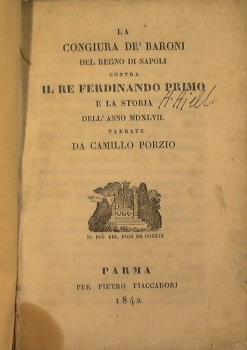 LA
CONGIURA DE' BARONI
DEL REGNO DI NAPOLI
CONTRA
IL RE FERDINANDO PRIMO
E LA STORIA
DELL'ANNO MDXLVII.
NARRATE
DA CAMILLO PORZIO
IL PIÙ BEL FIOR NE COGLIE
PARMA
PER PIETRO FIACCADORI
1842